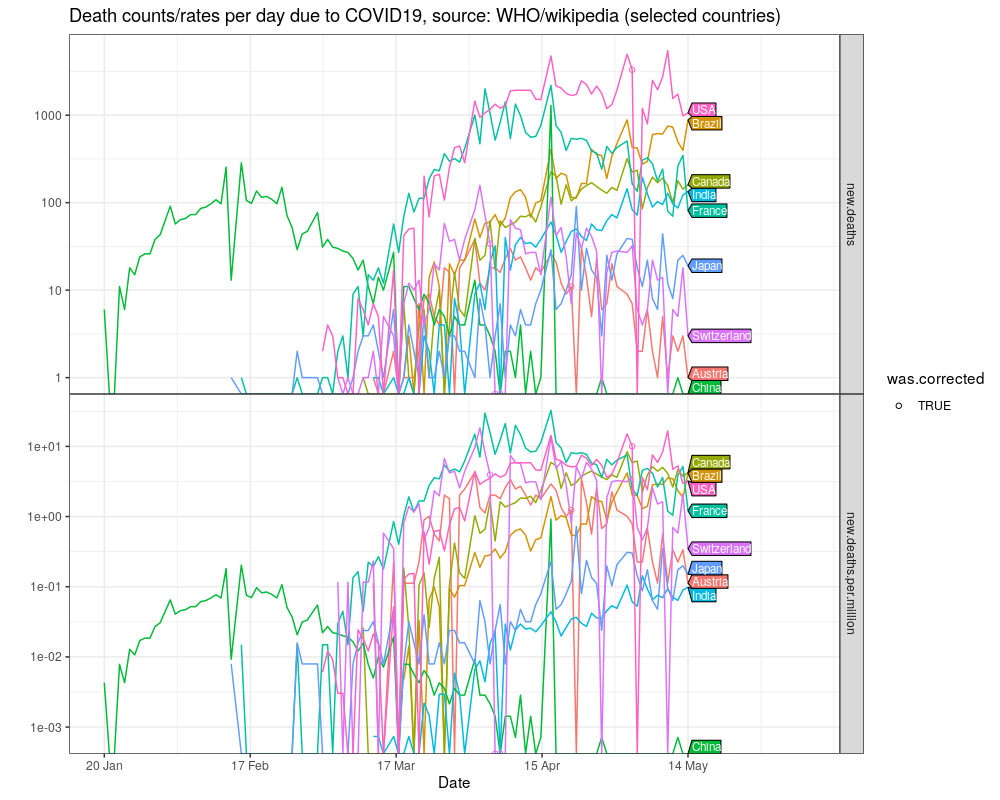 Death counts/rates per day due to COVID19, source: WHO/wikipedia (selected countries)
1000
100
10
1
USA
Brazil
Canada
India
France
Japan
Switzerland
Austria
China
new.deaths
1e+01
1e+00
1e-01
1e-02
1e-03
Canada
Brazil
USA
France
Switzerland
Japan
Austria
India
China
new.deaths.per.million
20 Jan
17 Feb
17 Mar
15 Apr
14 May
Date
was.corrected
TRUE